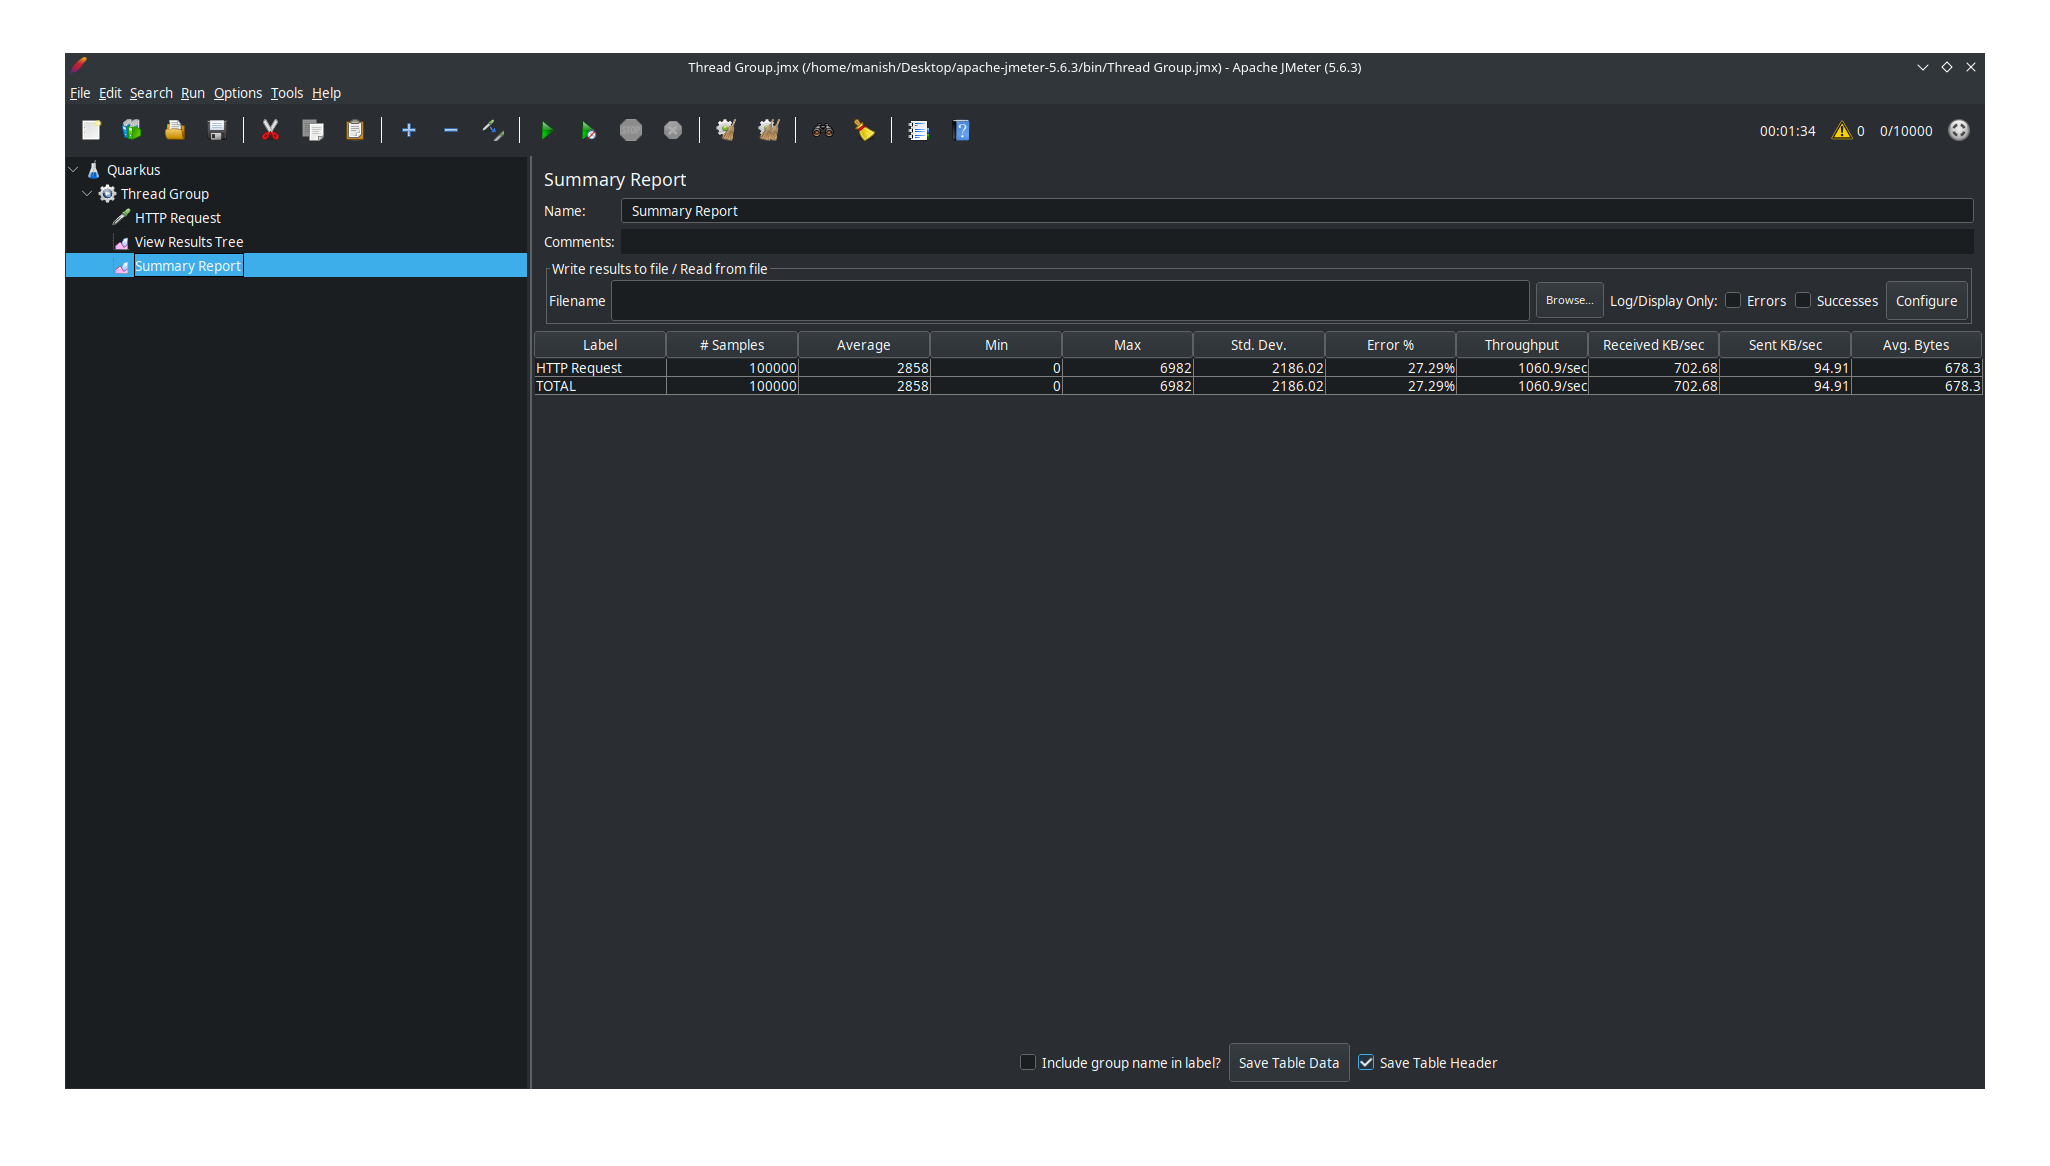 Thread Group.jmx (/home/manish/Desktop/apache-jmeter-5.6.3/bin/Thread Group.jmx) - Apache JMeter (5.6.3)
File Edit Search Run Options Tools Help
STOP ? 00:01:34 0 0/10000
Quarkus
Thread Group
HTTP Request
View Results Tree
Summary Report
Summary Report
Name: Summary Report
Comments:
Write results to file / Read from file
Filename Browse... Log/Display Only: Errors Successes Configure
Label # Samples Average Min Max Std. Dev. Error % Throughput Received KB/sec Sent KB/sec Avg. Bytes
HTTP Request 100000 2858 0 6982 2186.02 27.29% 1060.9/sec 702.68 94.91 678.3
TOTAL 100000 2858 0 6982 2186.02 27.29% 1060.9/sec 702.68 94.91 678.3
Include group name in label? Save Table Data Save Table Header